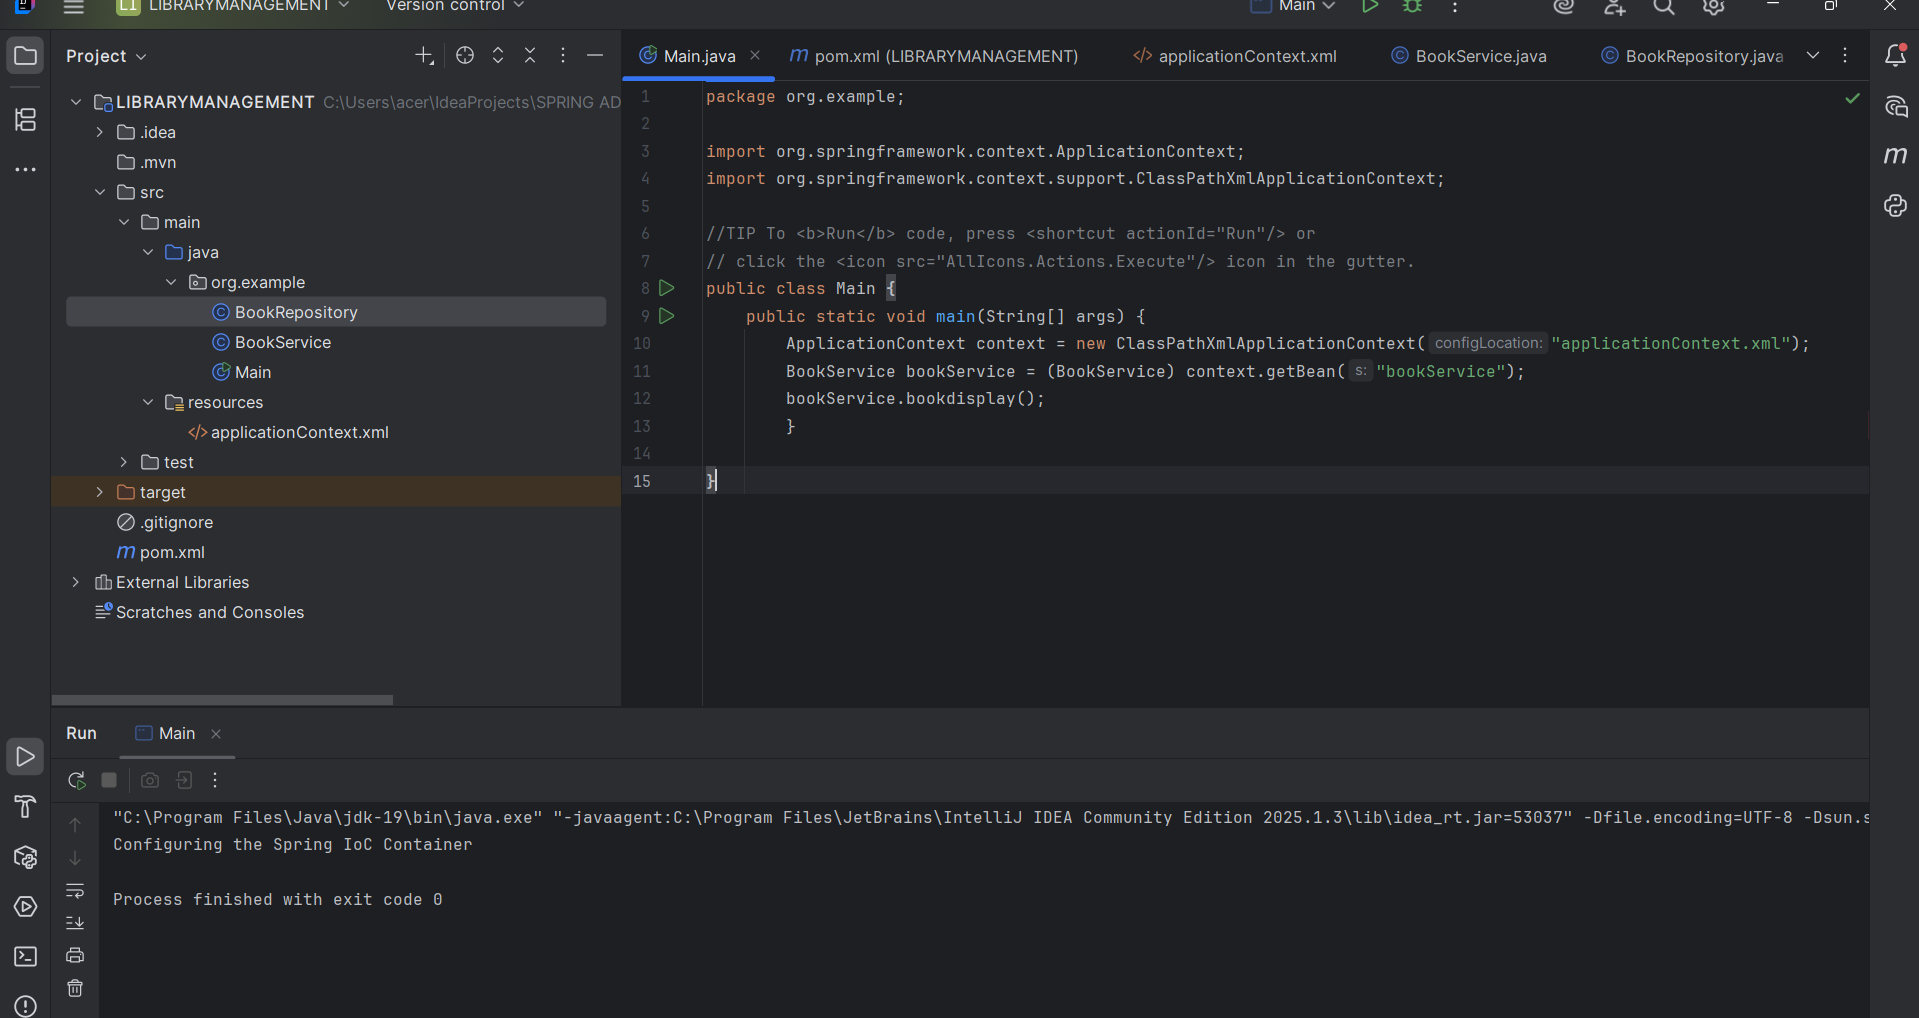 LI LIBRARYMANAGEMENT Version control Main
Project
Main.java pom.xml (LIBRARYMANAGEMENT) applicationContext.xml BookService.java BookRepository.java
LIBRARYMANAGEMENT C:\Users\acer\IdeaProjects\SPRING AD
.idea
.mvn
src
main
java
org.example
BookRepository
BookService
Main
resources
applicationContext.xml
test
target
.gitignore
pom.xml
External Libraries
Scratches and Consoles
1 package org.example;
2
3 import org.springframework.context.ApplicationContext;
4 import org.springframework.context.support.ClassPathXmlApplicationContext;
5
6 //TIP To <b>Run</b> code, press <shortcut actionId="Run"/> or
7 // click the <icon src="AllIcons.Actions.Execute"/> icon in the gutter.
8 public class Main {
9 public static void main(String[] args) {
10 ApplicationContext context = new ClassPathXmlApplicationContext( configLocation: "applicationContext.xml");
11 BookService bookService = (BookService) context.getBean( s: "bookService");
12 bookService.bookdisplay();
13 }
14
15 }
Run Main
"C:\Program Files\Java\jdk-19\bin\java.exe" "-javaagent:C:\Program Files\JetBrains\IntelliJ IDEA Community Edition 2025.1.3\lib\idea_rt.jar=53037" -Dfile.encoding=UTF-8 -Dsun.s
Configuring the Spring IoC Container
Process finished with exit code 0